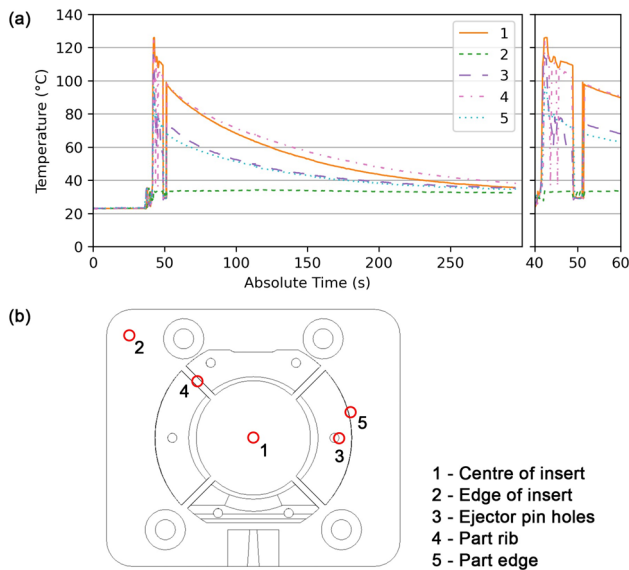 (a)
140
120
100
80
60
40
20
0
Temperature (°C)
1
2
3
4
5
0 50 100 150 200 250
40 50 60
Absolute Time (s)
(b)
2
4
5
1
3
1 - Centre of insert
2 - Edge of insert
3 - Ejector pin holes
4 - Part rib
5 - Part edge